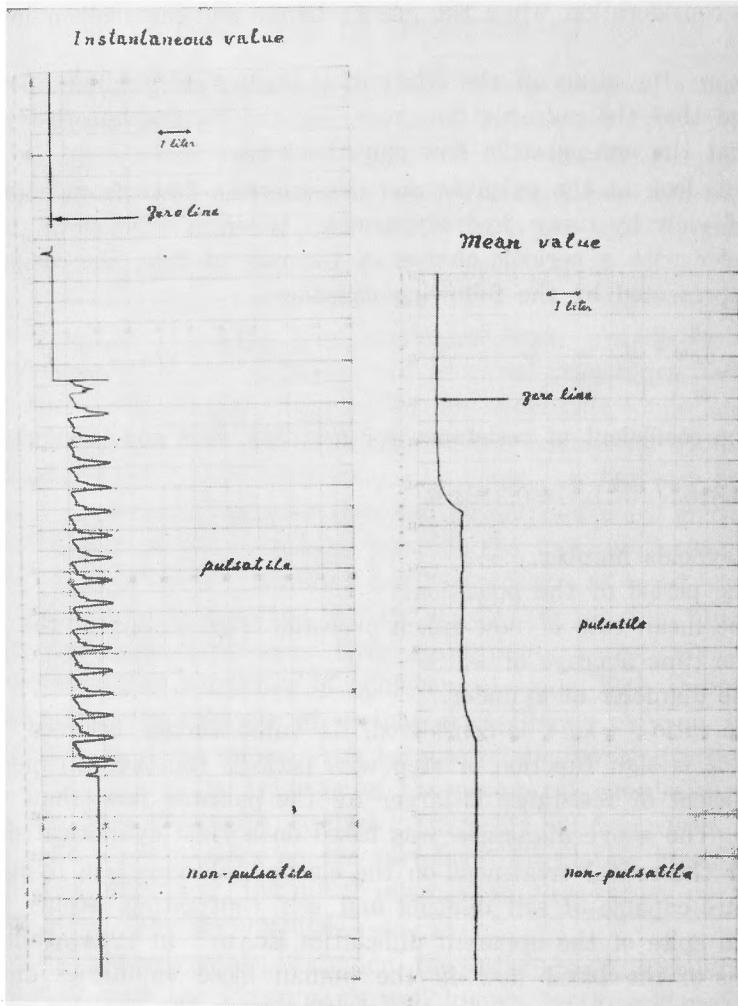 Instantaneous value
1 liter
zero line
pulsatile
non-pulsatile
Mean value
1 liter
zero line
pulsatile
non-pulsatile